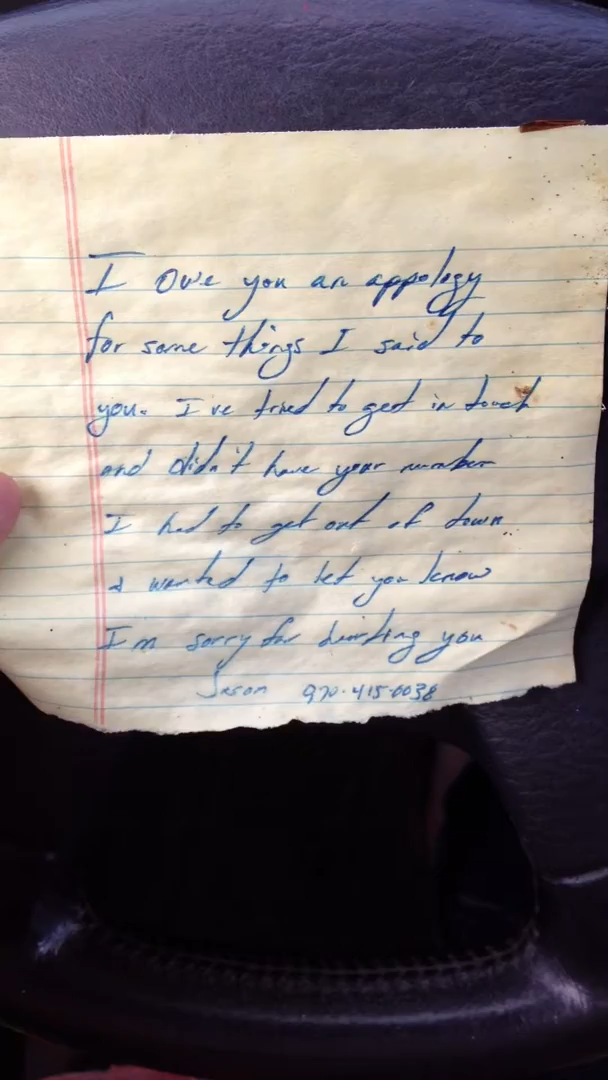 I owe you an appology
for some things I said to
you. I've tried to get in touch
and didn't have your number
I had to get out of town
& wanted to let you know
I'm sorry for hurting you
Jason 970-415-0038